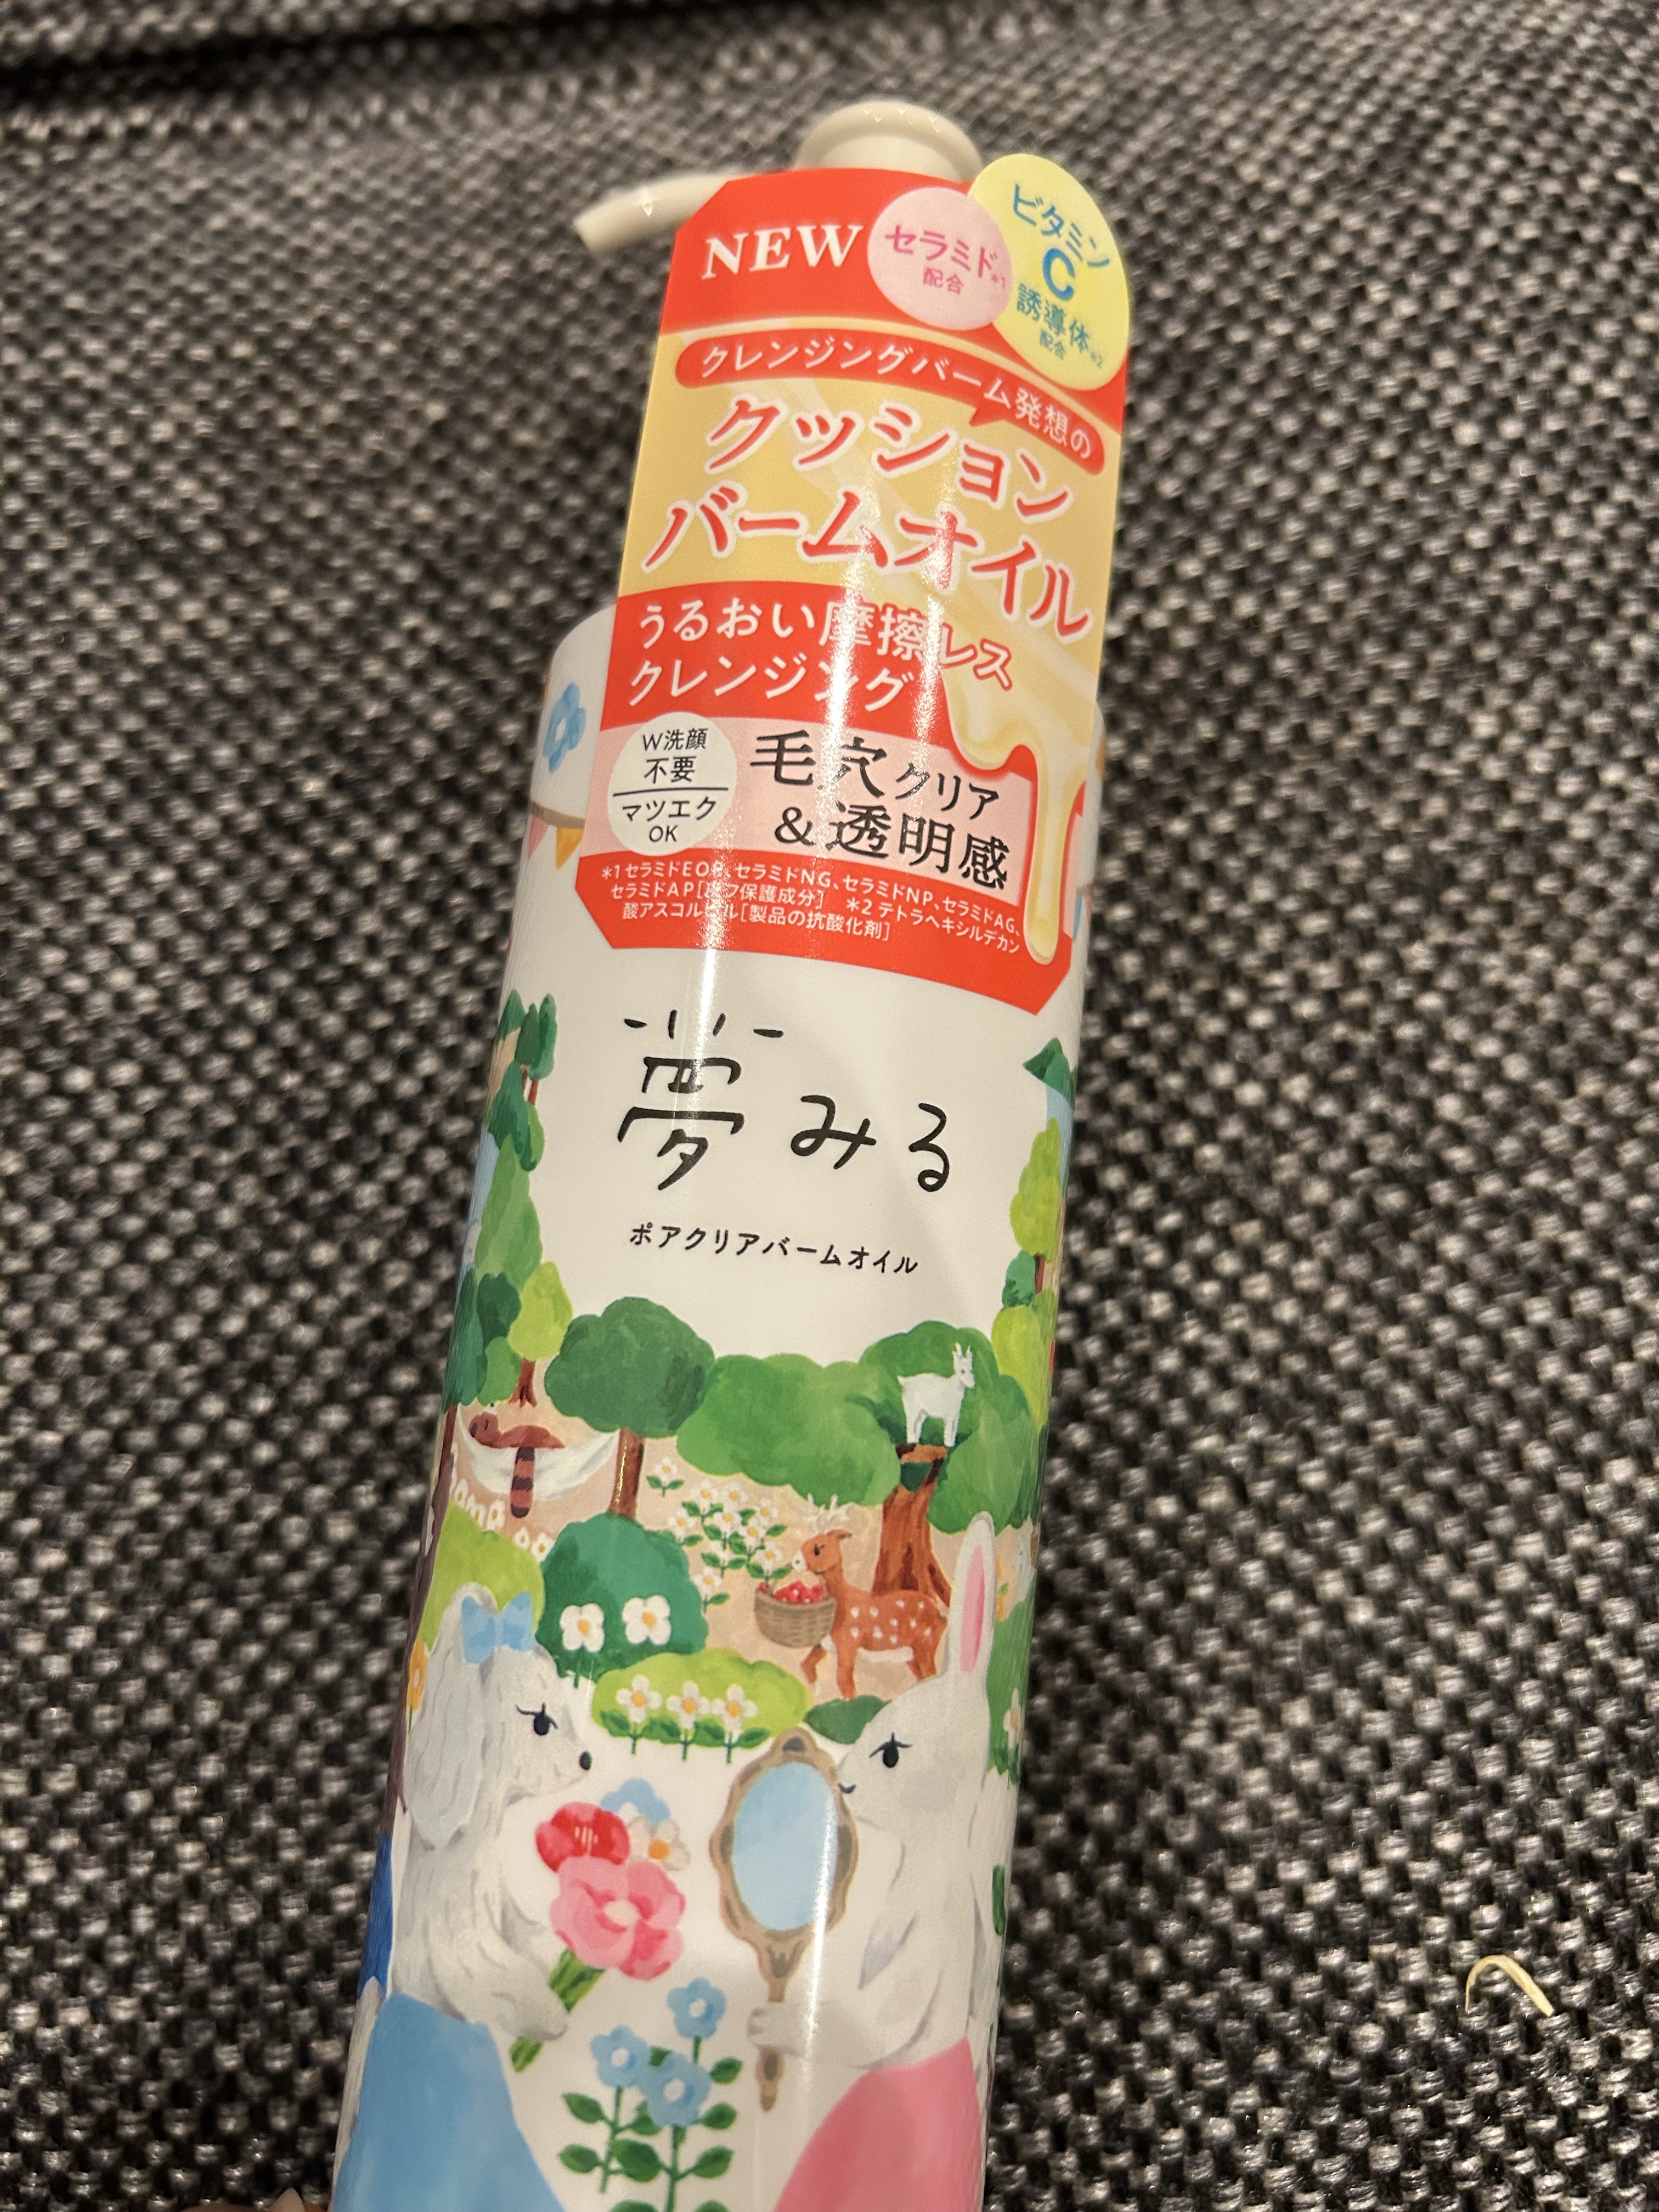 NEW
セラミド*1
配合
ビタミン
C
誘導体*2
配合
クレンジングバーム発想の
クッション
バームオイル
うるおい摩擦レス
クレンジング
W洗顔
不要
マツエク
OK
毛穴クリア
&透明感
*1 セラミドEOP、セラミドNG、セラミドNP、セラミドAG、
セラミドAP[保護成分] *2 テトラヘキシルデカン
酸アスコルビル[製品の抗酸化剤]
夢みる
ポアクリアバームオイル